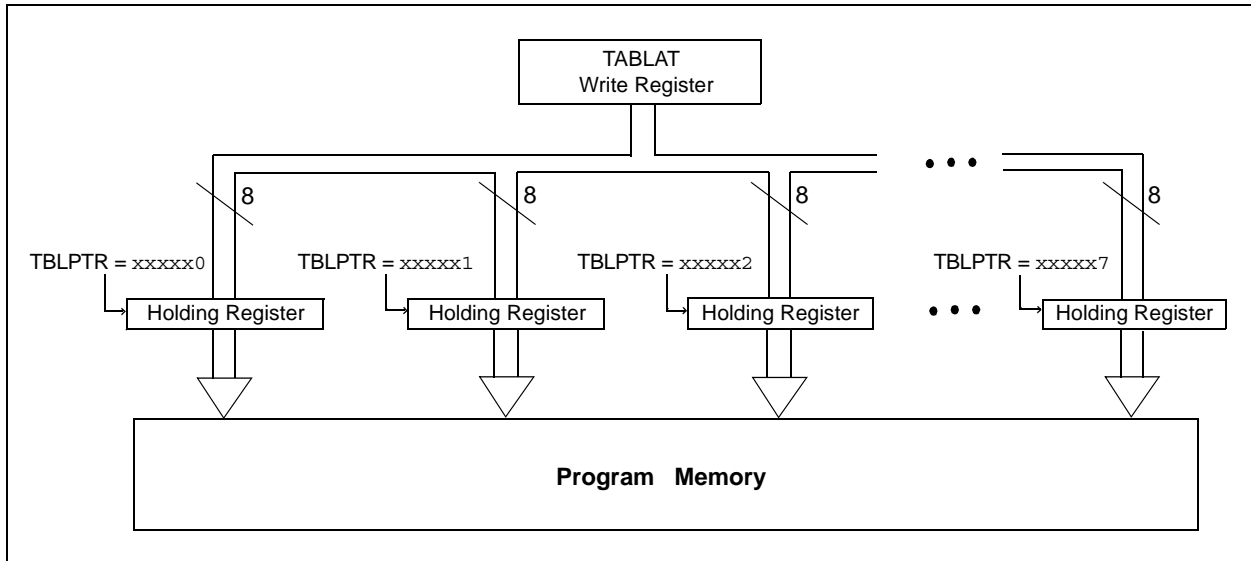 TABLAT
Write Register
8
8
8
8
TBLPTR = xxxxx0
TBLPTR = xxxxx1
TBLPTR = xxxxx2
TBLPTR = xxxxx7
Holding Register
Holding Register
Holding Register
Holding Register
Program Memory